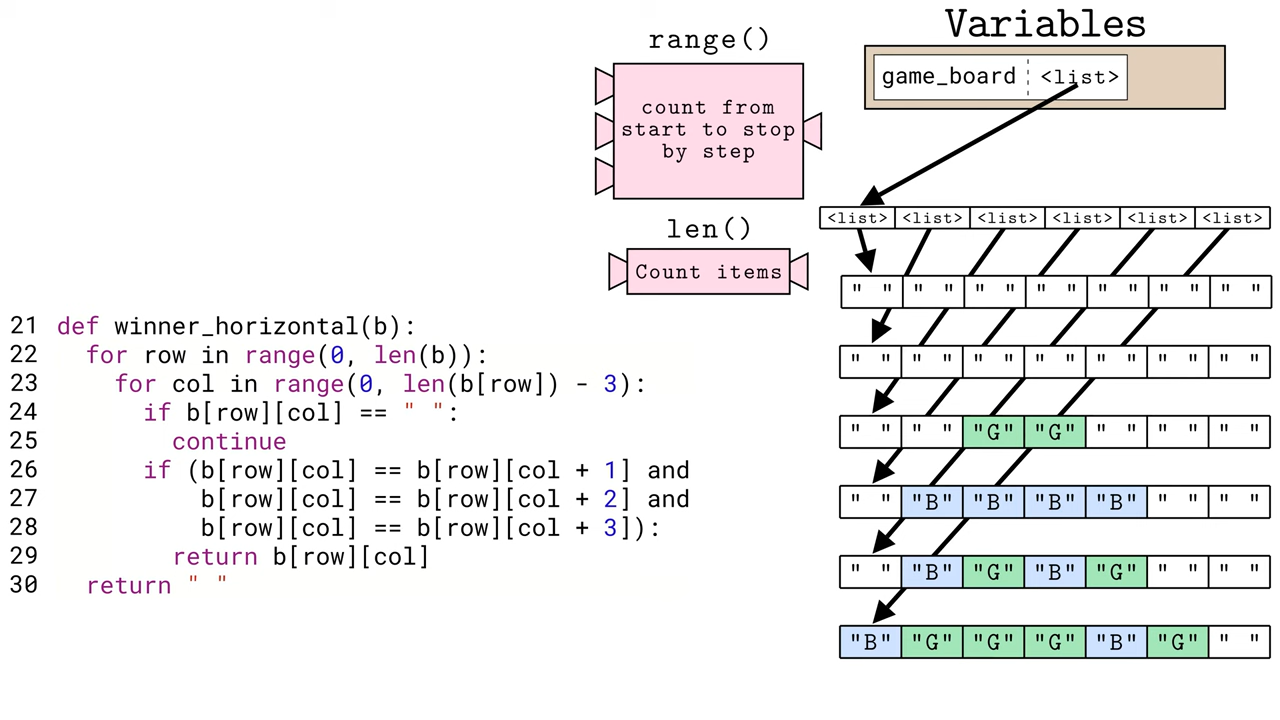 Variables
range()
game_board <list>
count from
start to stop
by step
len()
Count items
<list> <list> <list> <list> <list> <list>
" " " " " " " " " " " " " "
" " " " " " " " " " " " " "
" " " " "G" "G" " " " " " "
" " "B" "B" "B" "B" " " " "
" " "B" "G" "B" "G" " " " "
"B" "G" "G" "G" "B" "G" " "
21 def winner_horizontal(b):
22 for row in range(0, len(b)):
23 for col in range(0, len(b[row]) - 3):
24 if b[row][col] == " ":
25 continue
26 if (b[row][col] == b[row][col + 1] and
27 b[row][col] == b[row][col + 2] and
28 b[row][col] == b[row][col + 3]):
29 return b[row][col]
30 return " "